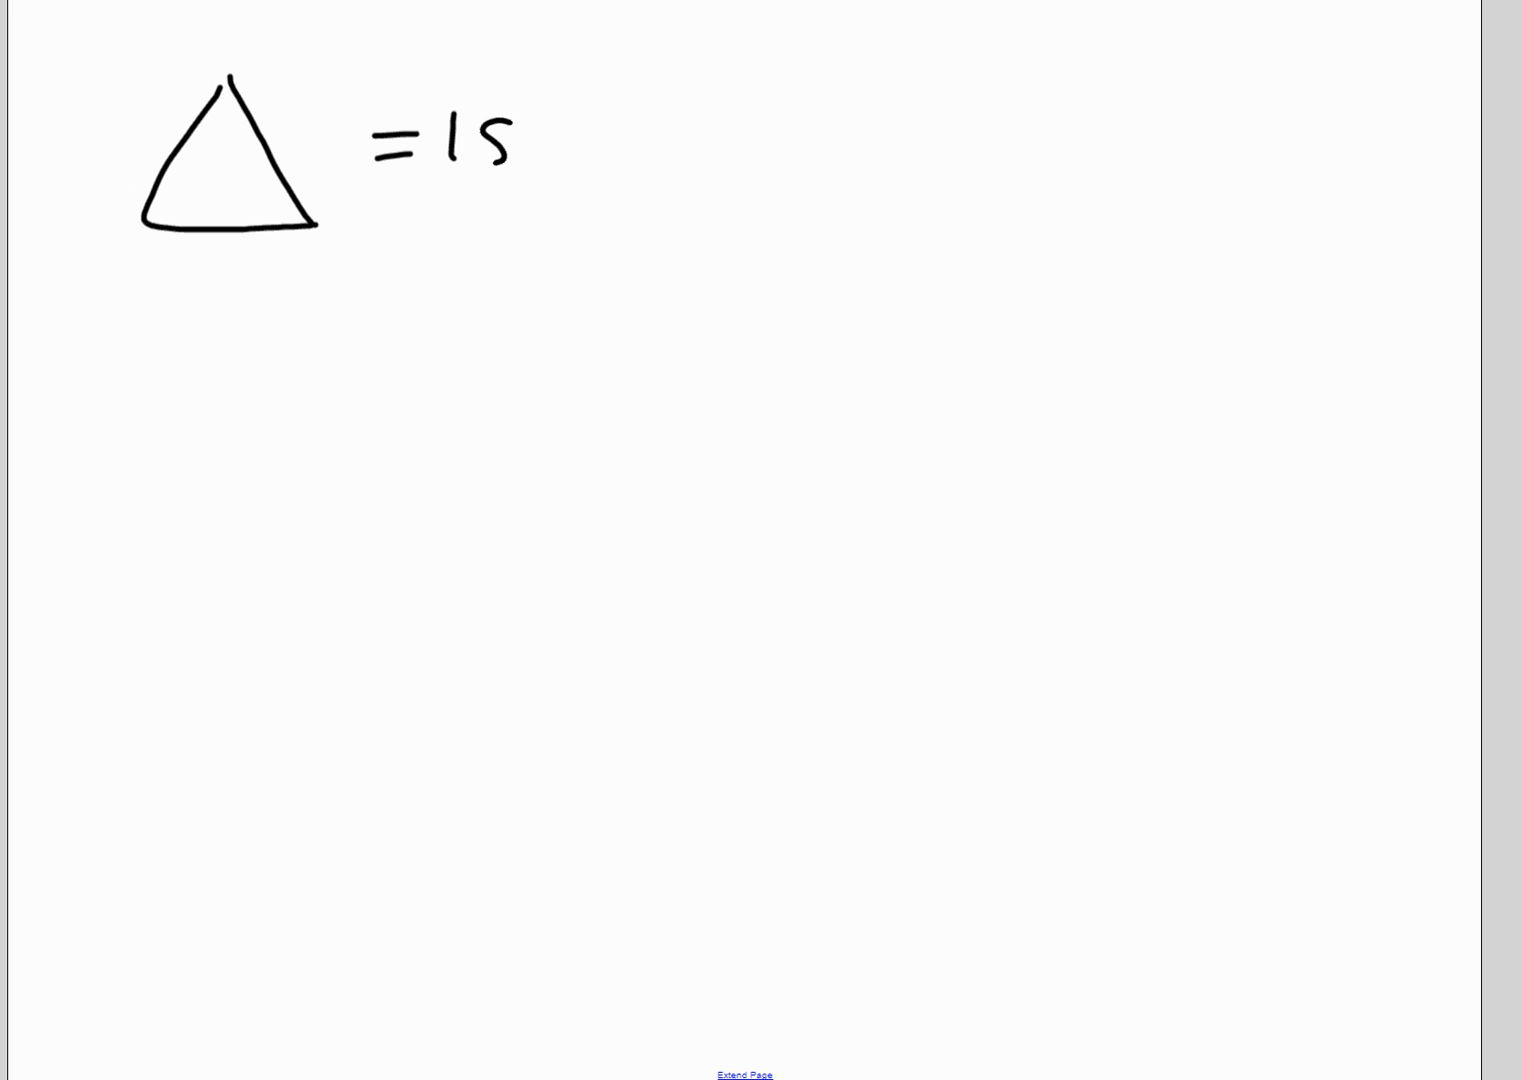 △ = 15
Extend Page